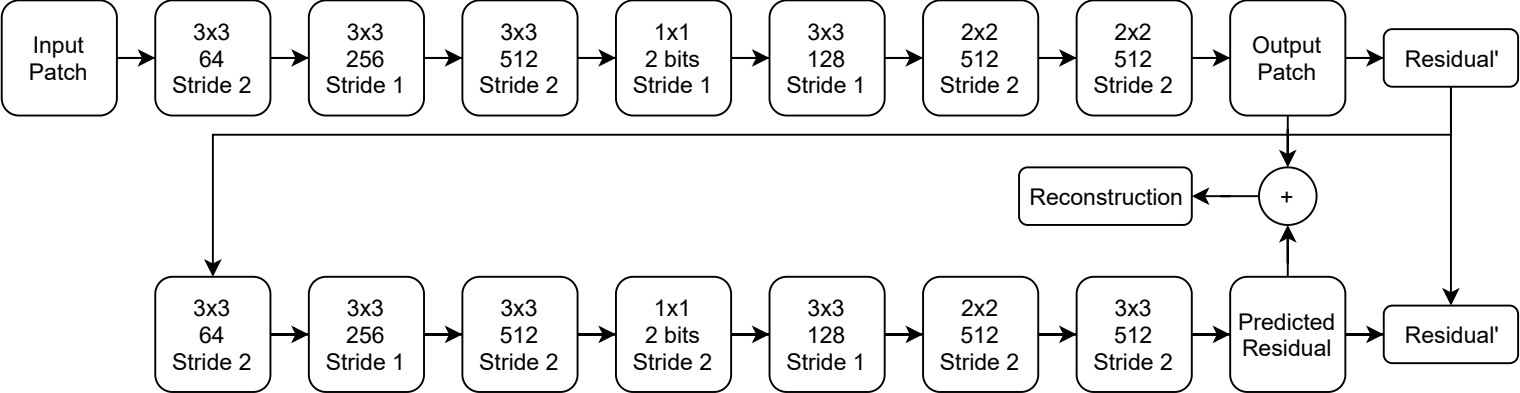 Input
Patch
3x3
64
Stride 2
3x3
256
Stride 1
3x3
512
Stride 2
1x1
2 bits
Stride 1
3x3
128
Stride 1
2x2
512
Stride 2
2x2
512
Stride 2
Output
Patch
Residual'
Reconstruction
+
3x3
64
Stride 2
3x3
256
Stride 1
3x3
512
Stride 2
1x1
2 bits
Stride 2
3x3
128
Stride 1
2x2
512
Stride 2
3x3
512
Stride 2
Predicted
Residual
Residual'